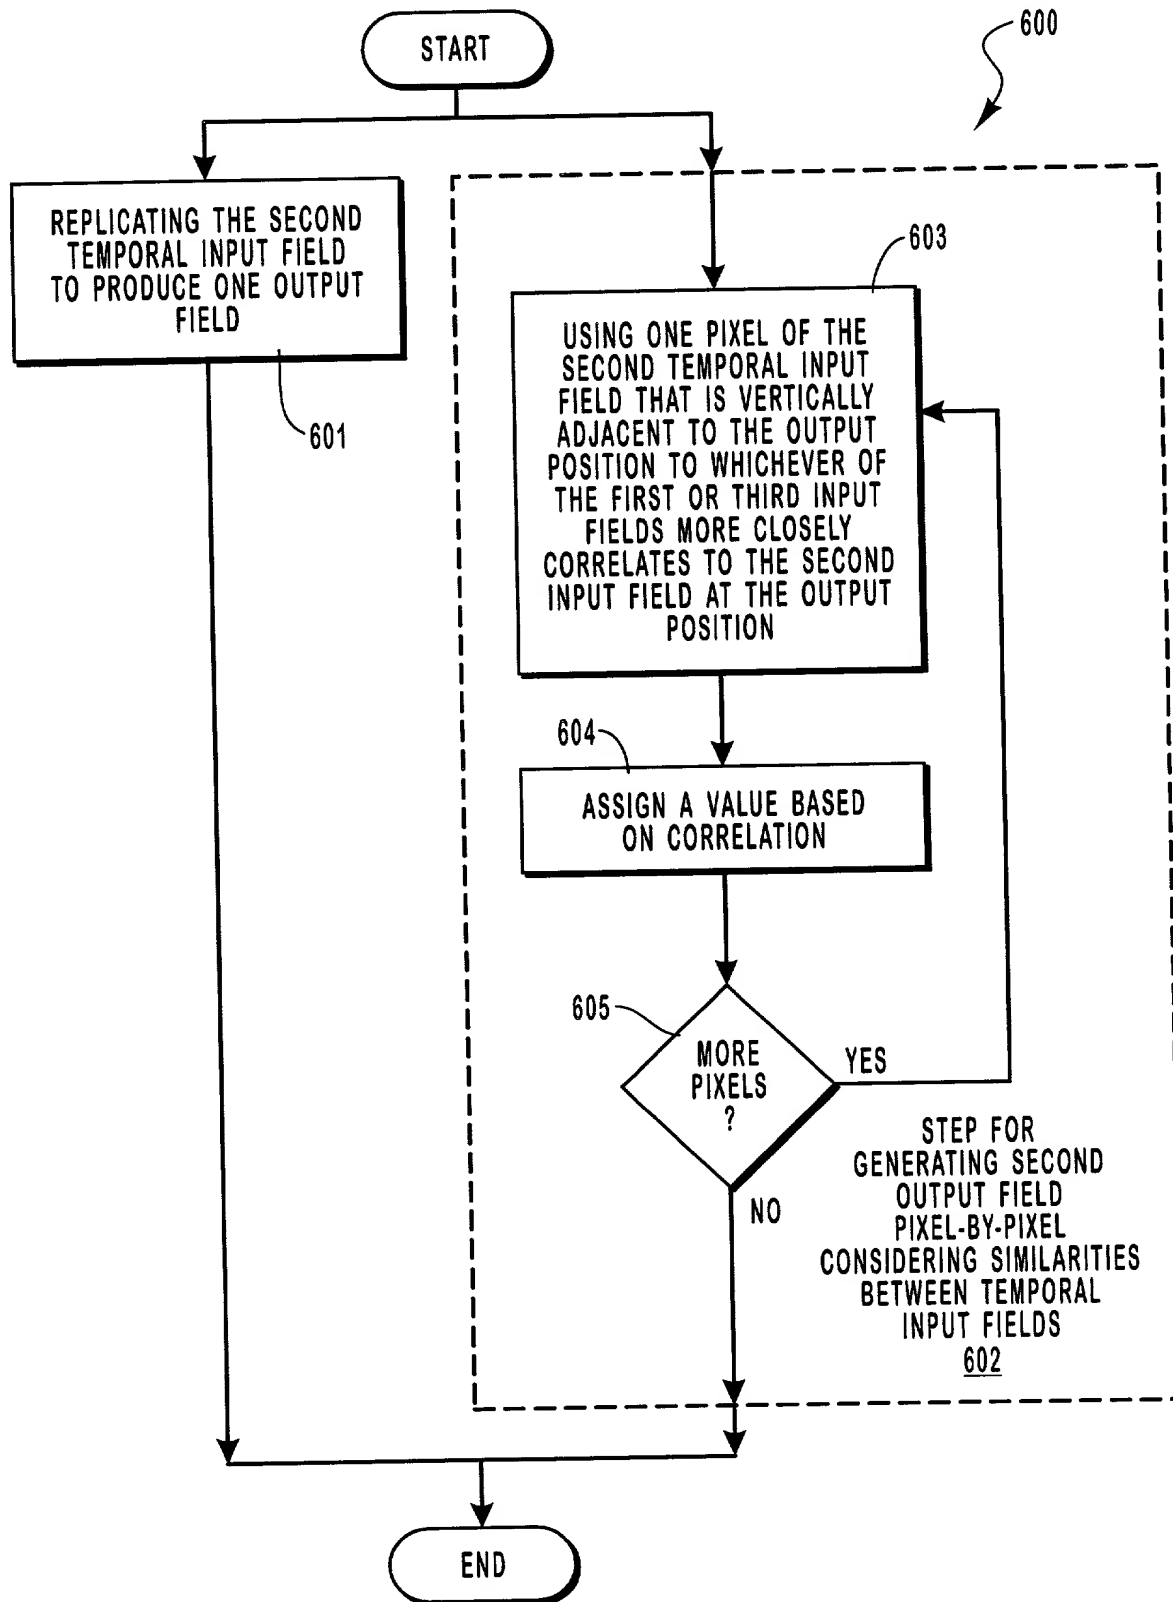 START
600
REPLICATING THE SECOND
TEMPORAL INPUT FIELD
TO PRODUCE ONE OUTPUT
FIELD
601
603
USING ONE PIXEL OF THE
SECOND TEMPORAL INPUT
FIELD THAT IS VERTICALLY
ADJACENT TO THE OUTPUT
POSITION TO WHICHEVER OF
THE FIRST OR THIRD INPUT
FIELDS MORE CLOSELY
CORRELATES TO THE SECOND
INPUT FIELD AT THE OUTPUT
POSITION
604
ASSIGN A VALUE BASED
ON CORRELATION
605
MORE
PIXELS
?
YES
NO
STEP FOR
GENERATING SECOND
OUTPUT FIELD
PIXEL-BY-PIXEL
CONSIDERING SIMILARITIES
BETWEEN TEMPORAL
INPUT FIELDS
602
END